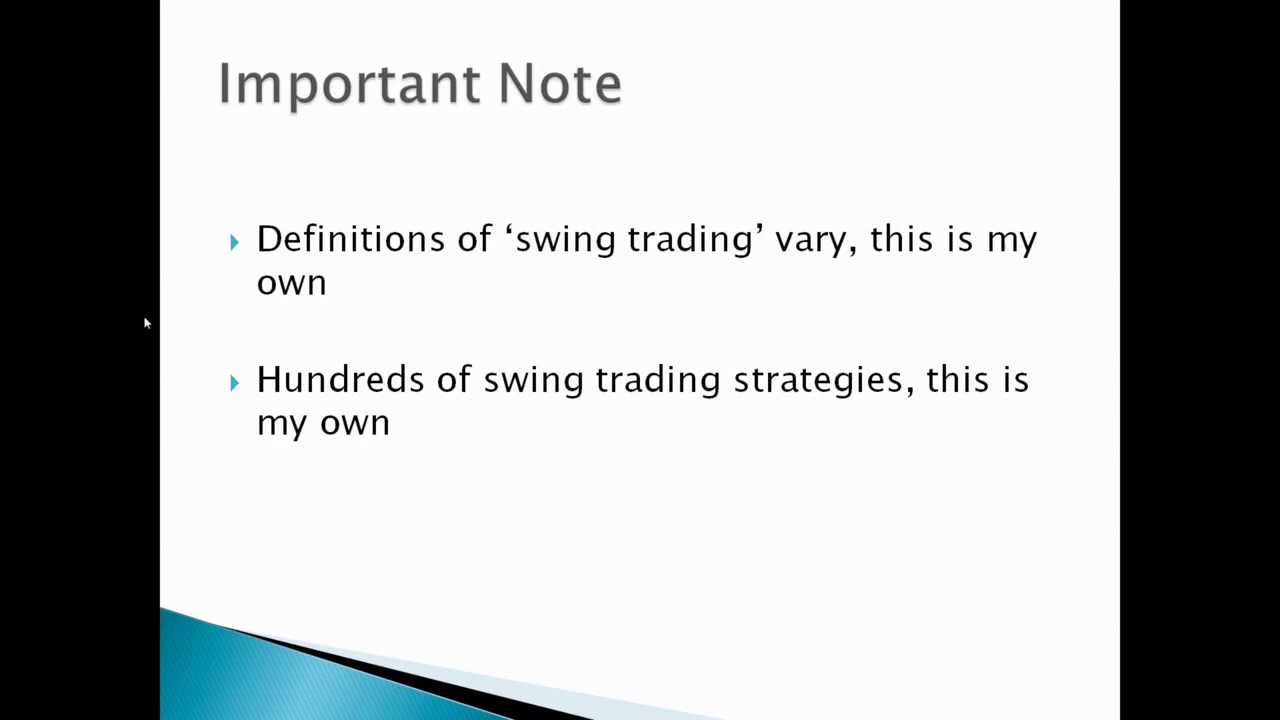 Important Note
Definitions of ‘swing trading’ vary, this is my
own
Hundreds of swing trading strategies, this is
my own